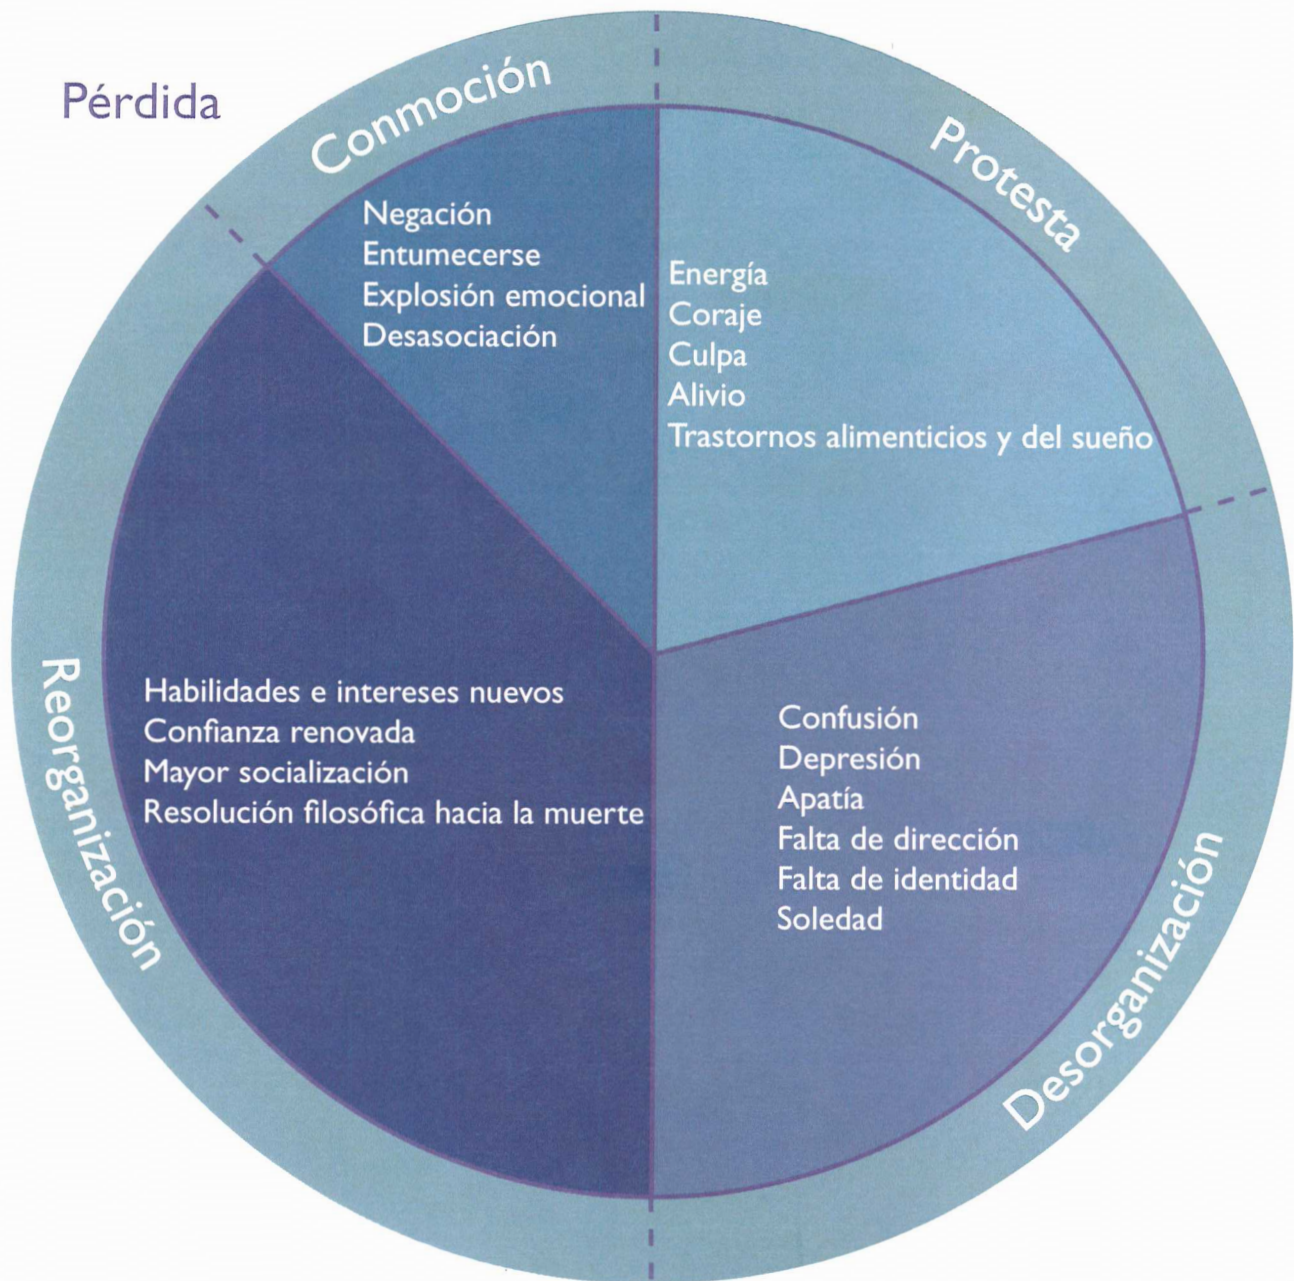 Pérdida
Conmoción
Negación
Entumecerse
Explosión emocional
Desasociación
Protesta
Energía
Coraje
Culpa
Alivio
Trastornos alimenticios y del sueño
Desorganización
Confusión
Depresión
Apatía
Falta de dirección
Falta de identidad
Soledad
Reorganización
Habilidades e intereses nuevos
Confianza renovada
Mayor socialización
Resolución filosófica hacia la muerte